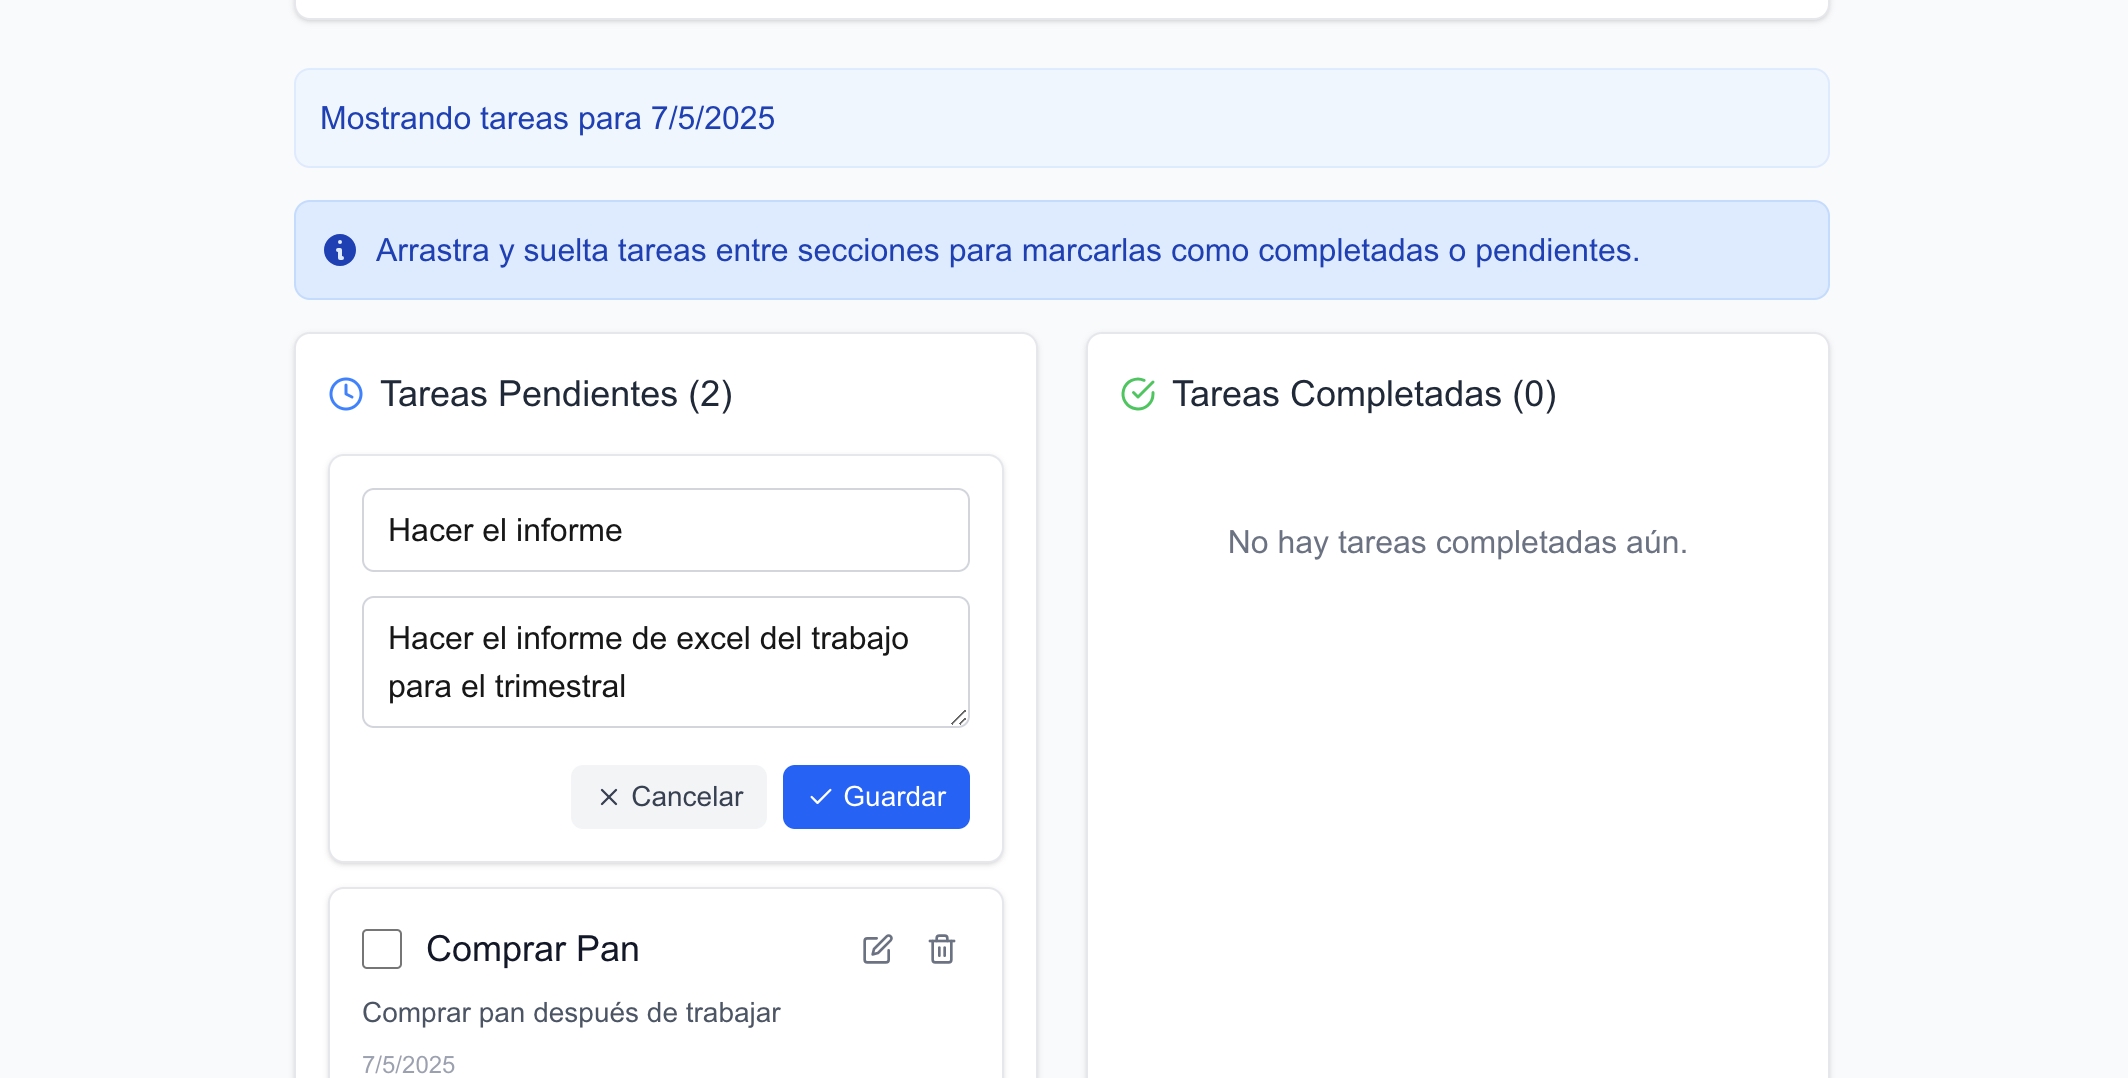 Mostrando tareas para 7/5/2025
Arrastra y suelta tareas entre secciones para marcarlas como completadas o pendientes.
Tareas Pendientes (2)
Hacer el informe
Hacer el informe de excel del trabajo
para el trimestral
Cancelar
Guardar
Comprar Pan
Comprar pan después de trabajar
7/5/2025
Tareas Completadas (0)
No hay tareas completadas aún.